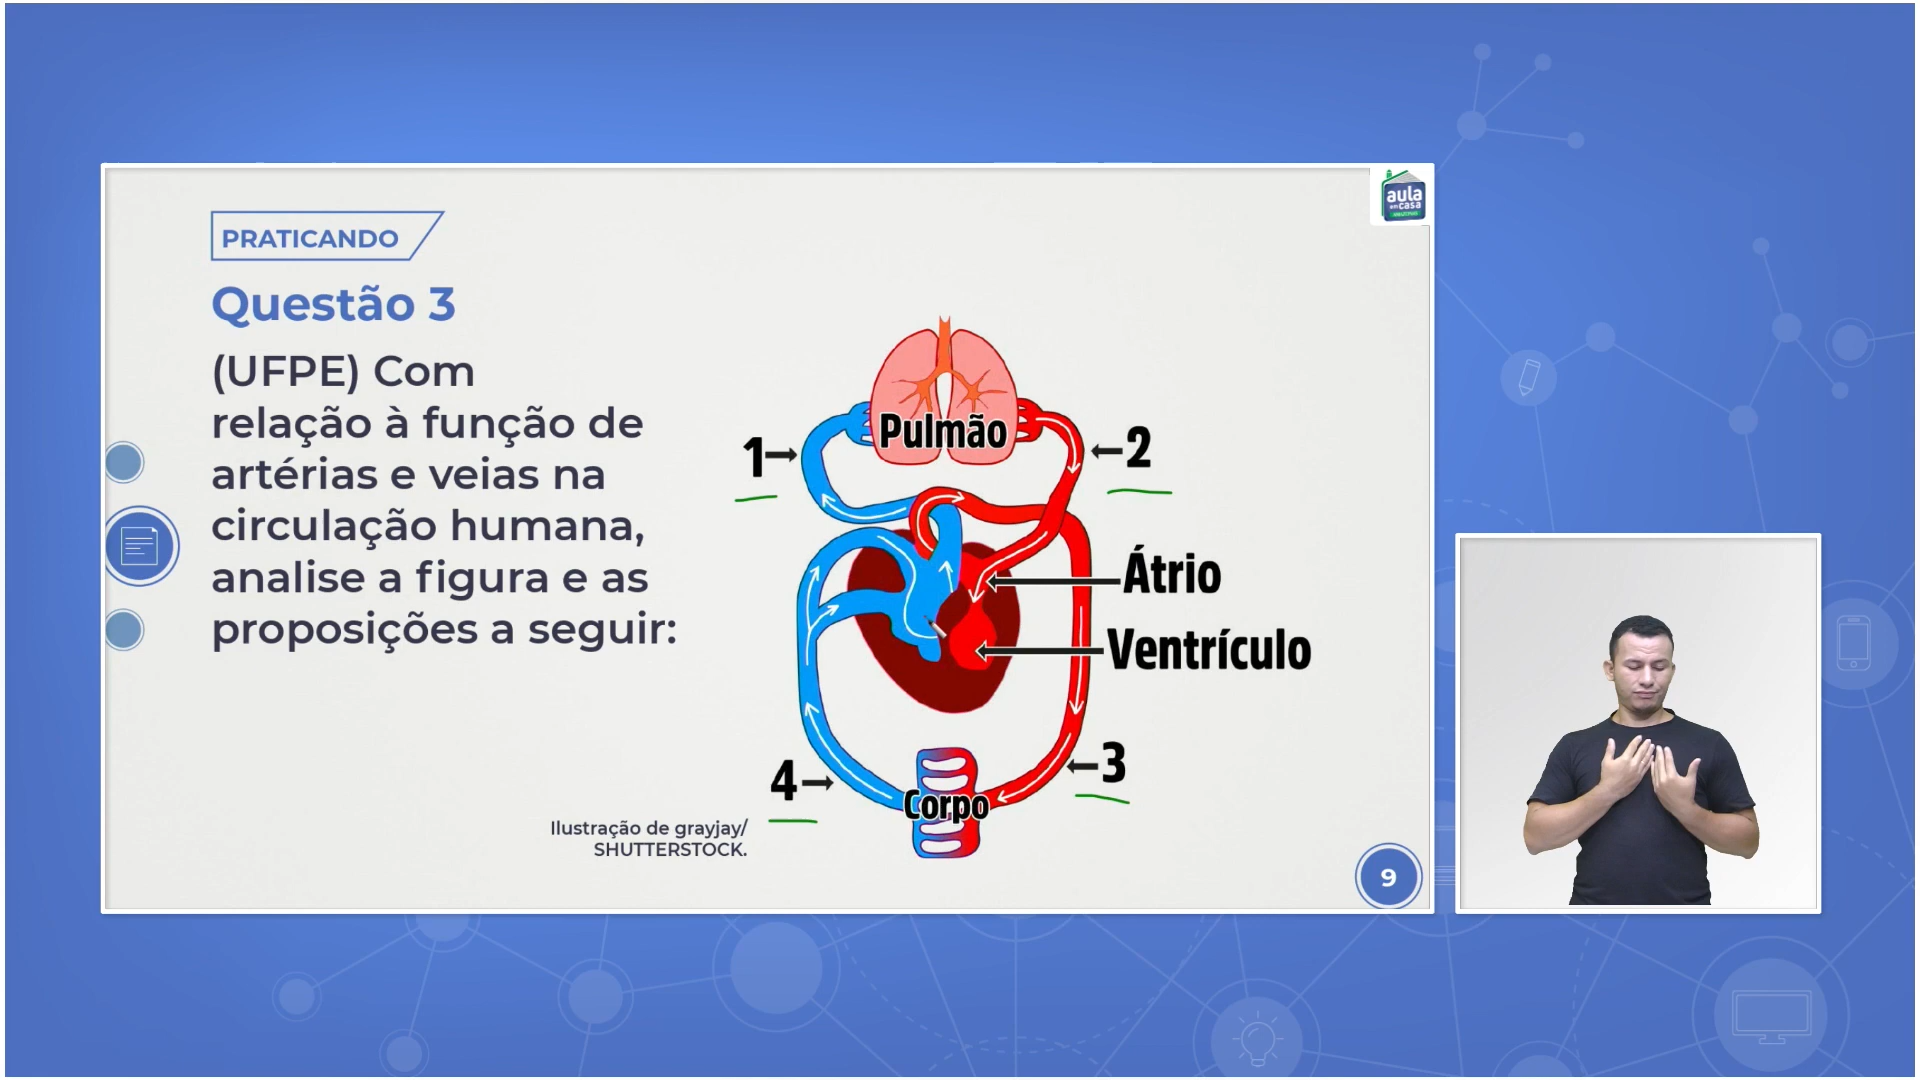 aula
em casa
PRATICANDO
Questão 3
(UFPE) Com
relação à função de
artérias e veias na
circulação humana,
analise a figura e as
proposições a seguir:
Pulmão
1
2
Átrio
Ventrículo
3
4
Corpo
Ilustração de grayjay/
SHUTTERSTOCK.
9